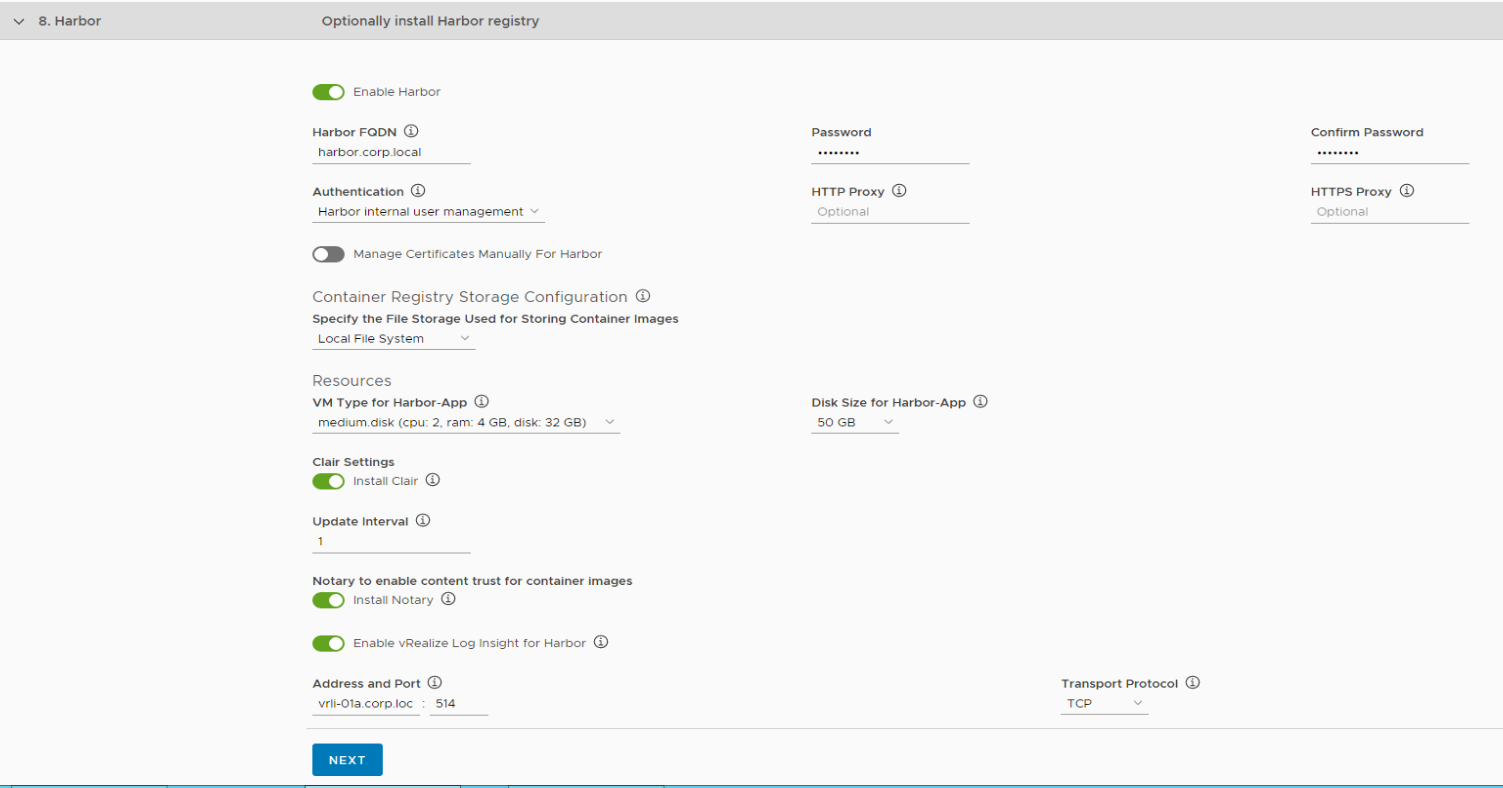 8. Harbor Optionally install Harbor registry
Enable Harbor
Harbor FQDN Password Confirm Password
harbor.corp.local •••••••• ••••••••
Authentication HTTP Proxy HTTPS Proxy
Harbor internal user management Optional Optional
Manage Certificates Manually For Harbor
Container Registry Storage Configuration
Specify the File Storage Used for Storing Container Images
Local File System
Resources
VM Type for Harbor-App Disk Size for Harbor-App
medium.disk (cpu: 2, ram: 4 GB, disk: 32 GB) 50 GB
Clair Settings
Install Clair
Update Interval
1
Notary to enable content trust for container images
Install Notary
Enable vRealize Log Insight for Harbor
Address and Port Transport Protocol
vrli-01a.corp.loc : 514 TCP
NEXT